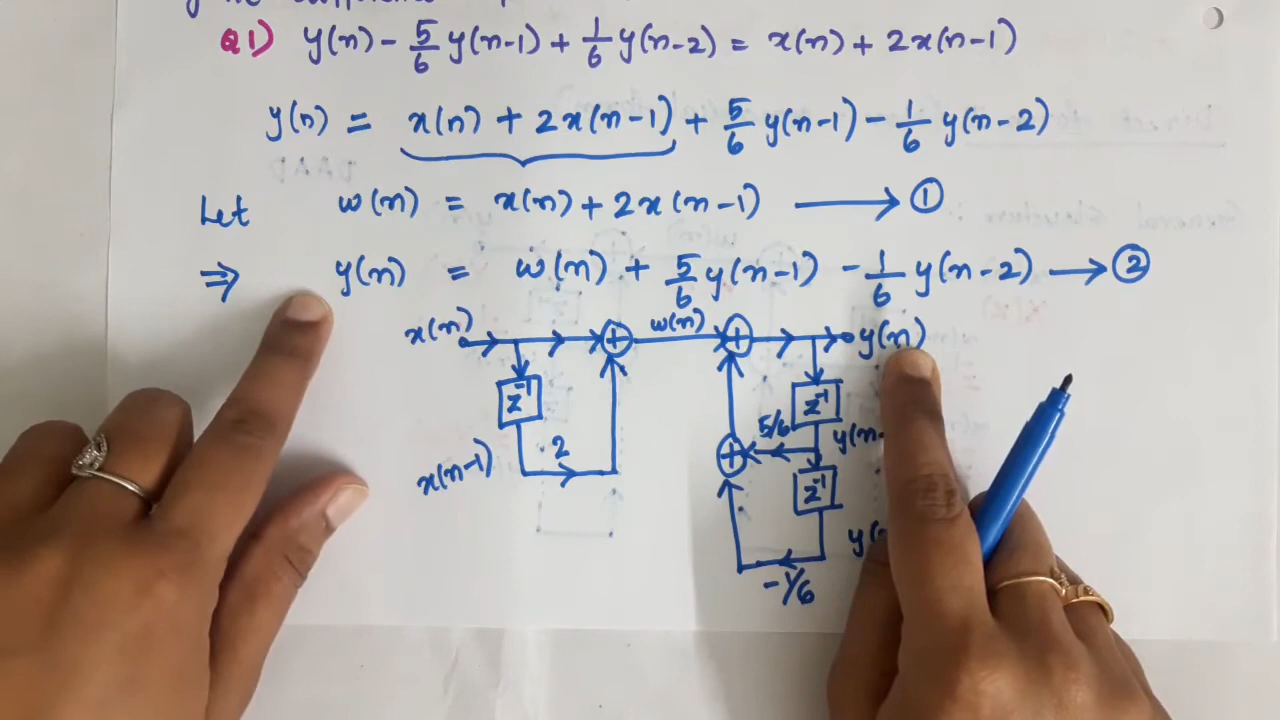 Q1) y(n) - 5/6 y(n-1) + 1/6 y(n-2) = x(n) + 2x(n-1)
y(n) = x(n) + 2x(n-1) + 5/6 y(n-1) - 1/6 y(n-2)
Let w(n) = x(n) + 2x(n-1) → ①
⇒ y(n) = w(n) + 5/6 y(n-1) - 1/6 y(n-2) → ②
x(n) + w(n) + y(n)
z⁻¹ z⁻¹
5/6 y(n-
x(n-1) 2 + z⁻¹
y(
-1/6